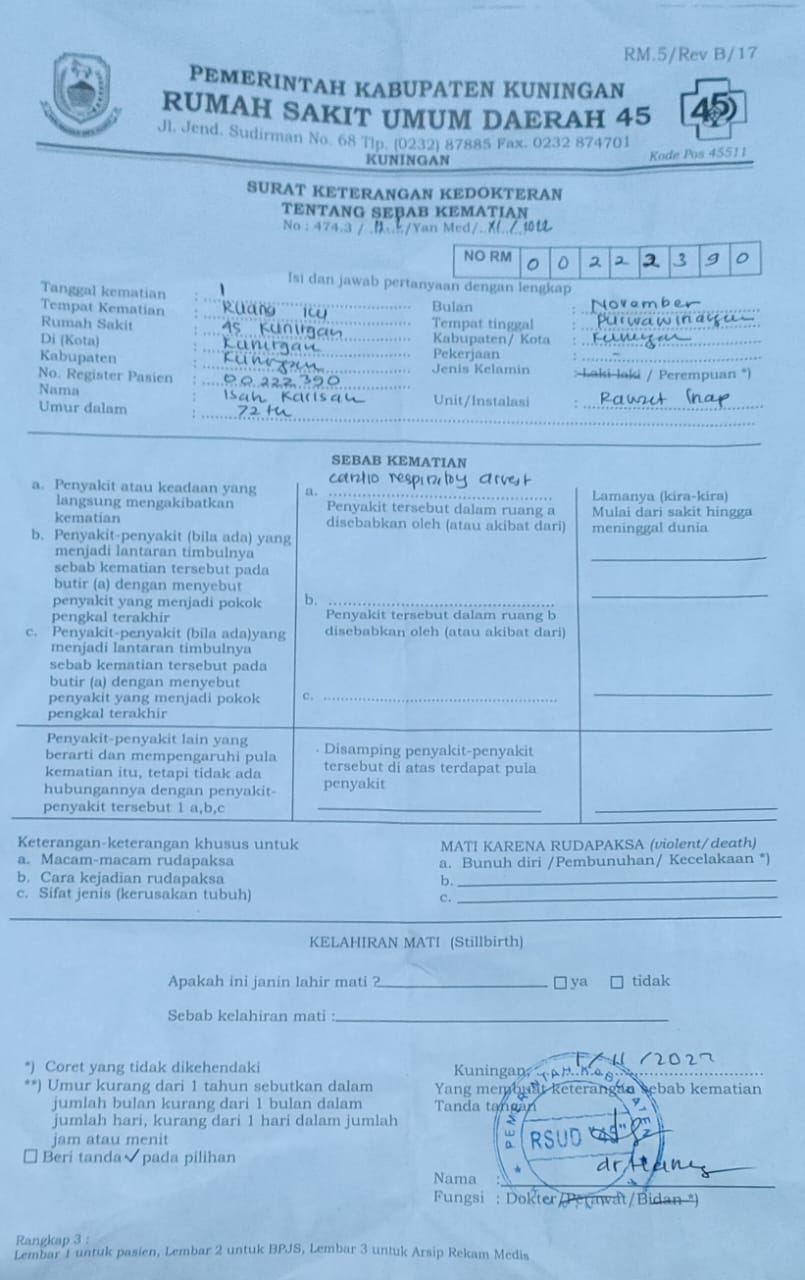 RM.5/Rev B/17
PEMERINTAH KABUPATEN KUNINGAN
RUMAH SAKIT UMUM DAERAH 45
45
Jl. Jend. Sudirman No. 68 Tlp. (0232) 87885 Fax. 0232 874701
KUNINGAN
Kode Pos 45511
SURAT KETERANGAN KEDOKTERAN
TENTANG SEBAB KEMATIAN
No : 474.3 / /Yan Med/ XI / 2022
NO RM 0 0 2 2 2 3 9 0
Isi dan jawab pertanyaan dengan lengkap
Tanggal kematian : 1 Bulan : November
Tempat Kematian : Ruang icu Tempat tinggal : Purwawinangun
Rumah Sakit : 45 Kuningan Kabupaten/ Kota : Kuningan
Di (Kota) : Kuningan Pekerjaan : -
Kabupaten : Kuningan Jenis Kelamin : Laki-laki / Perempuan *)
No. Register Pasien : 00.222.390
Nama : Isah Karisah Unit/Instalasi : Rawat Inap
Umur dalam : 72 th
SEBAB KEMATIAN
a. Penyakit atau keadaan yang
langsung mengakibatkan
kematian
b. Penyakit-penyakit (bila ada) yang
menjadi lantaran timbulnya
sebab kematian tersebut pada
butir (a) dengan menyebut
penyakit yang menjadi pokok
pengkal terakhir
c. Penyakit-penyakit (bila ada)yang
menjadi lantaran timbulnya
sebab kematian tersebut pada
butir (a) dengan menyebut
penyakit yang menjadi pokok
pengkal terakhir
a. cardio respiratoy arrest
Penyakit tersebut dalam ruang a
disebabkan oleh (atau akibat dari)
b.
Penyakit tersebut dalam ruang b
disebabkan oleh (atau akibat dari)
c.
Lamanya (kira-kira)
Mulai dari sakit hingga
meninggal dunia
Penyakit-penyakit lain yang
berarti dan mempengaruhi pula
kematian itu, tetapi tidak ada
hubungannya dengan penyakit-
penyakit tersebut 1 a,b,c
Disamping penyakit-penyakit
tersebut di atas terdapat pula
penyakit
Keterangan-keterangan khusus untuk
a. Macam-macam rudapaksa
b. Cara kejadian rudapaksa
c. Sifat jenis (kerusakan tubuh)
MATI KARENA RUDAPAKSA (violent/death)
a. Bunuh diri /Pembunuhan/ Kecelakaan *)
b.
c.
KELAHIRAN MATI (Stillbirth)
Apakah ini janin lahir mati ? ya tidak
Sebab kelahiran mati :
*) Coret yang tidak dikehendaki
**) Umur kurang dari 1 tahun sebutkan dalam
jumlah bulan kurang dari 1 bulan dalam
jumlah hari, kurang dari 1 hari dalam jumlah
jam atau menit
Beri tanda ✓ pada pilihan
Kuningan, 1/11/2022
Yang membuat keterangan sebab kematian
Tanda tangan
PEMERINTAH KABUPATEN
RSUD "45"
Nama :
Fungsi : Dokter/Perawat/Bidan *)
Rangkap 3 :
Lembar 1 untuk pasien, Lembar 2 untuk BPJS, Lembar 3 untuk Arsip Rekam Medis